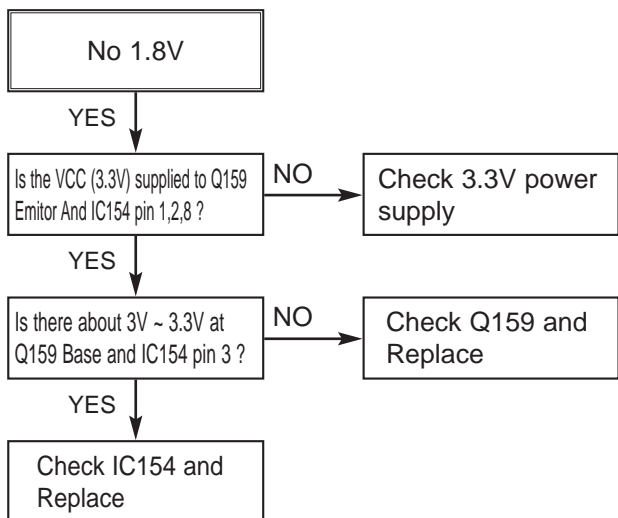 No 1.8V
YES
Is the VCC (3.3V) supplied to Q159
Emitor And IC154 pin 1,2,8 ?
NO
Check 3.3V power
supply
YES
Is there about 3V ~ 3.3V at
Q159 Base and IC154 pin 3 ?
NO
Check Q159 and
Replace
YES
Check IC154 and
Replace